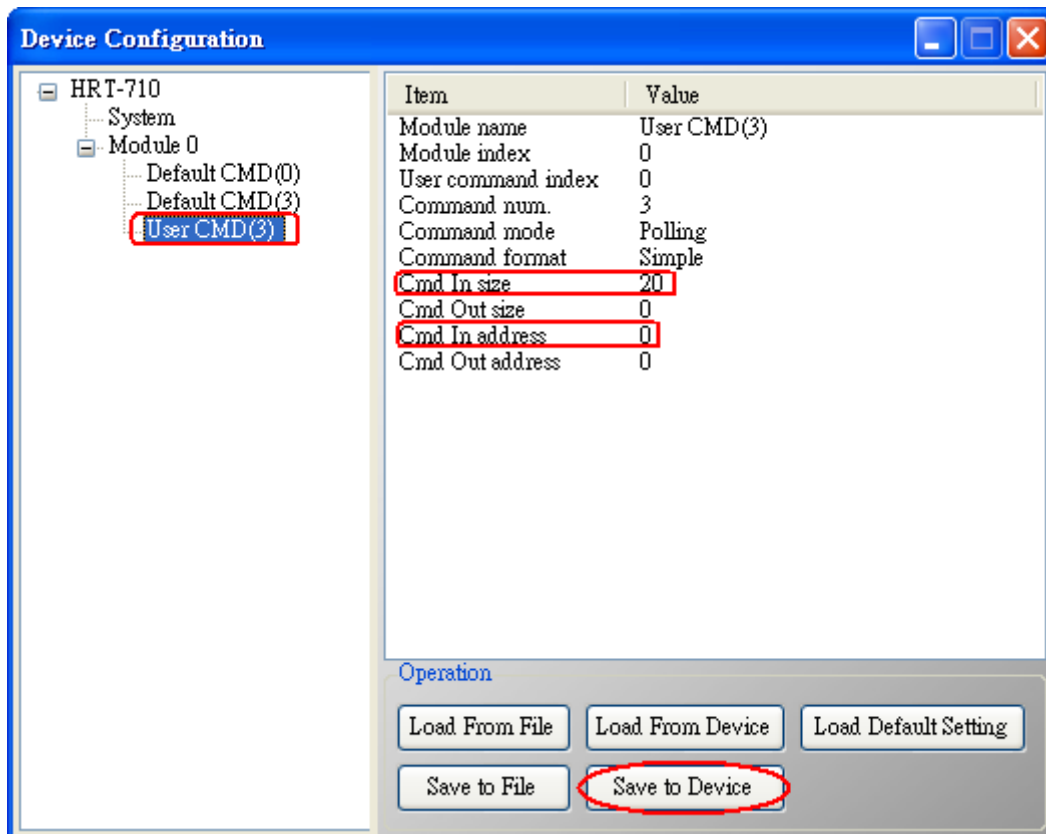 Device Configuration
HRT-710
System
Module 0
Default CMD(0)
Default CMD(3)
User CMD(3)
Item Value
Module name User CMD(3)
Module index 0
User command index 0
Command num. 3
Command mode Polling
Command format Simple
Cmd In size 20
Cmd Out size 0
Cmd In address 0
Cmd Out address 0
Operation
Load From File Load From Device Load Default Setting
Save to File Save to Device